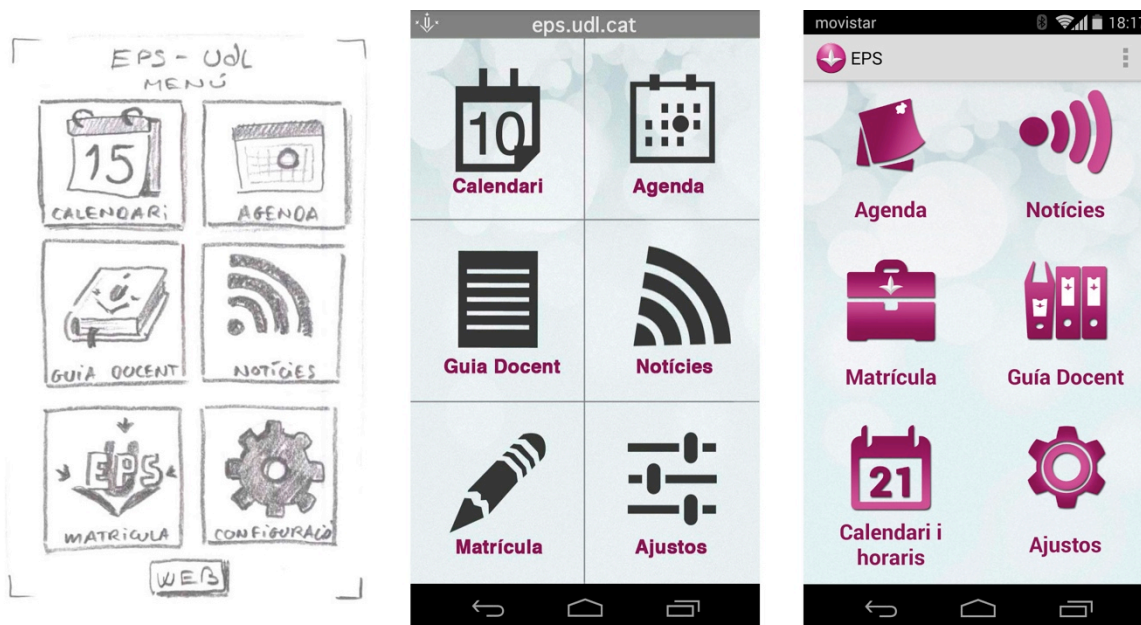 EPS - UdL
MENÚ
15
CALENDARI
AGENDA
GUIA DOCENT
NOTÍCIES
EPS
MATRICULA
CONFIGURACIÓ
WEB
eps.udl.cat
10
Calendari
Agenda
Guia Docent
Notícies
Matrícula
Ajustos
movistar
18:17
EPS
Agenda
Notícies
Matrícula
Guía Docent
21
Calendari i
horaris
Ajustos